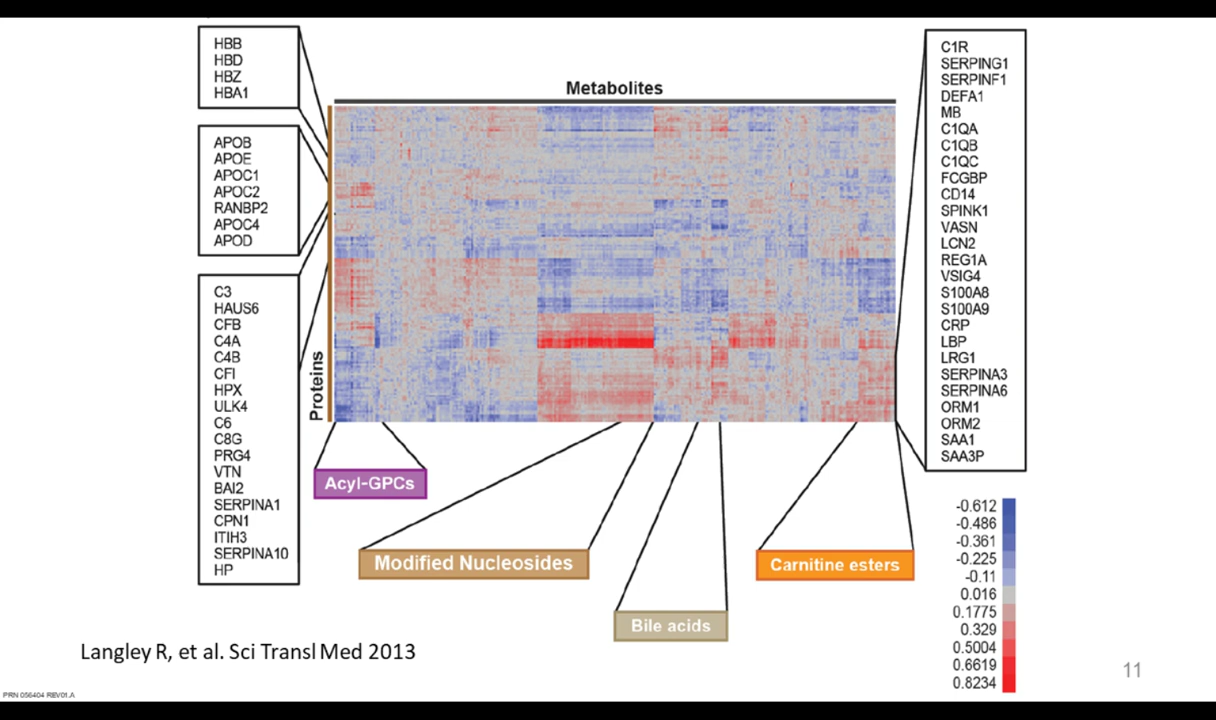 HBB
HBD
HBZ
HBA1
APOB
APOE
APOC1
APOC2
RANBP2
APOC4
APOD
C3
HAUS6
CFB
C4A
C4B
CFI
HPX
ULK4
C6
C8G
PRG4
VTN
BAI2
SERPINA1
CPN1
ITIH3
SERPINA10
HP
Metabolites
Proteins
C1R
SERPING1
SERPINF1
DEFA1
MB
C1QA
C1QB
C1QC
FCGBP
CD14
SPINK1
VASN
LCN2
REG1A
VSIG4
S100A8
S100A9
CRP
LBP
LRG1
SERPINA3
SERPINA6
ORM1
ORM2
SAA1
SAA3P
Acyl-GPCs
Modified Nucleosides
Bile acids
Carnitine esters
-0.612
-0.486
-0.361
-0.225
-0.11
0.016
0.1775
0.329
0.5004
0.6619
0.8234
Langley R, et al. Sci Transl Med 2013
11
PRN 056404 REV01.A